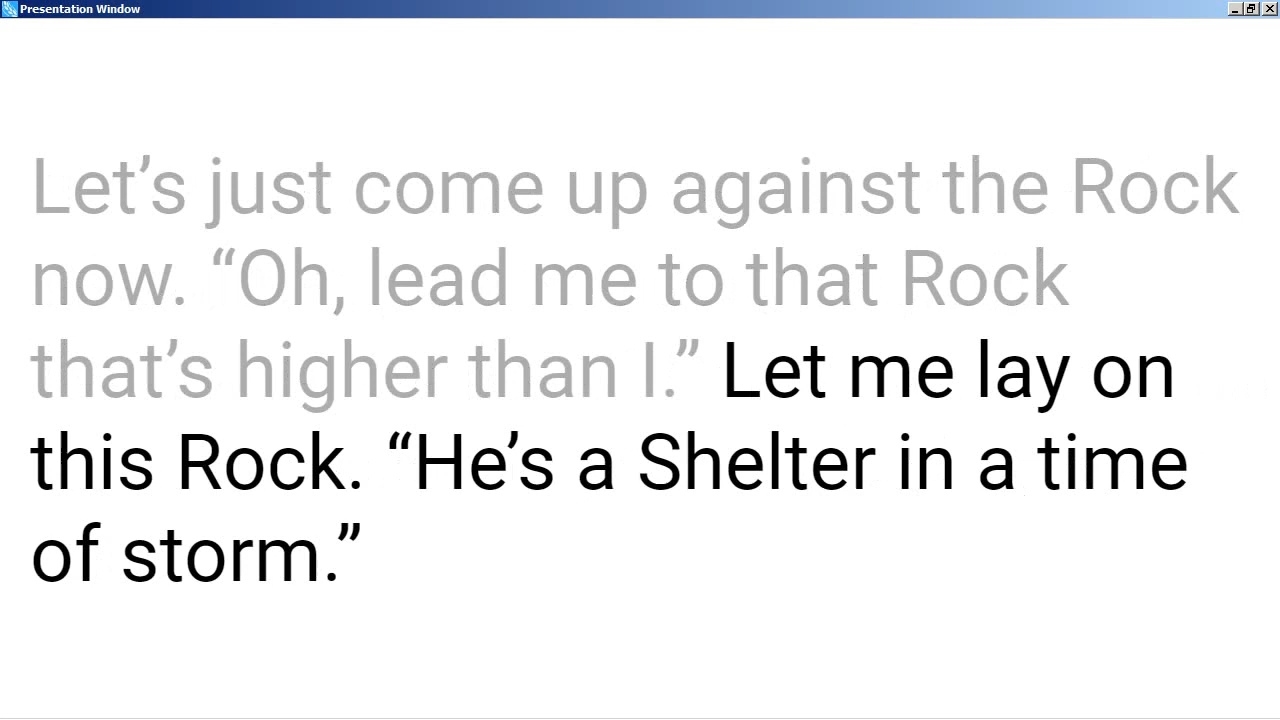 Presentation Window
Let’s just come up against the Rock
now. “Oh, lead me to that Rock
that’s higher than I.” Let me lay on
this Rock. “He’s a Shelter in a time
of storm.”